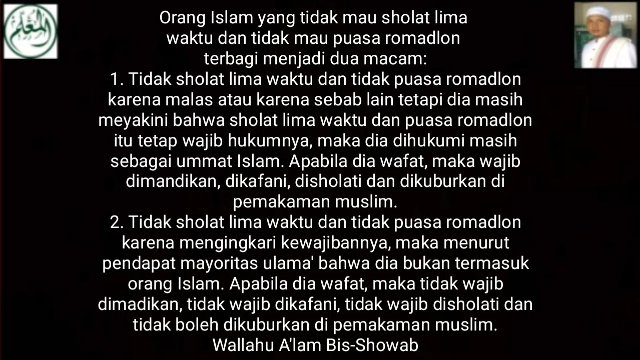 المعلم
Orang Islam yang tidak mau sholat lima
waktu dan tidak mau puasa romadlon
terbagi menjadi dua macam:
1. Tidak sholat lima waktu dan tidak puasa romadlon
karena malas atau karena sebab lain tetapi dia masih
meyakini bahwa sholat lima waktu dan puasa romadlon
itu tetap wajib hukumnya, maka dia dihukumi masih
sebagai ummat Islam. Apabila dia wafat, maka wajib
dimandikan, dikafani, disholati dan dikuburkan di
pemakaman muslim.
2. Tidak sholat lima waktu dan tidak puasa romadlon
karena mengingkari kewajibannya, maka menurut
pendapat mayoritas ulama' bahwa dia bukan termasuk
orang Islam. Apabila dia wafat, maka tidak wajib
dimadikan, tidak wajib dikafani, tidak wajib disholati dan
tidak boleh dikuburkan di pemakaman muslim.
Wallahu A'lam Bis-Showab